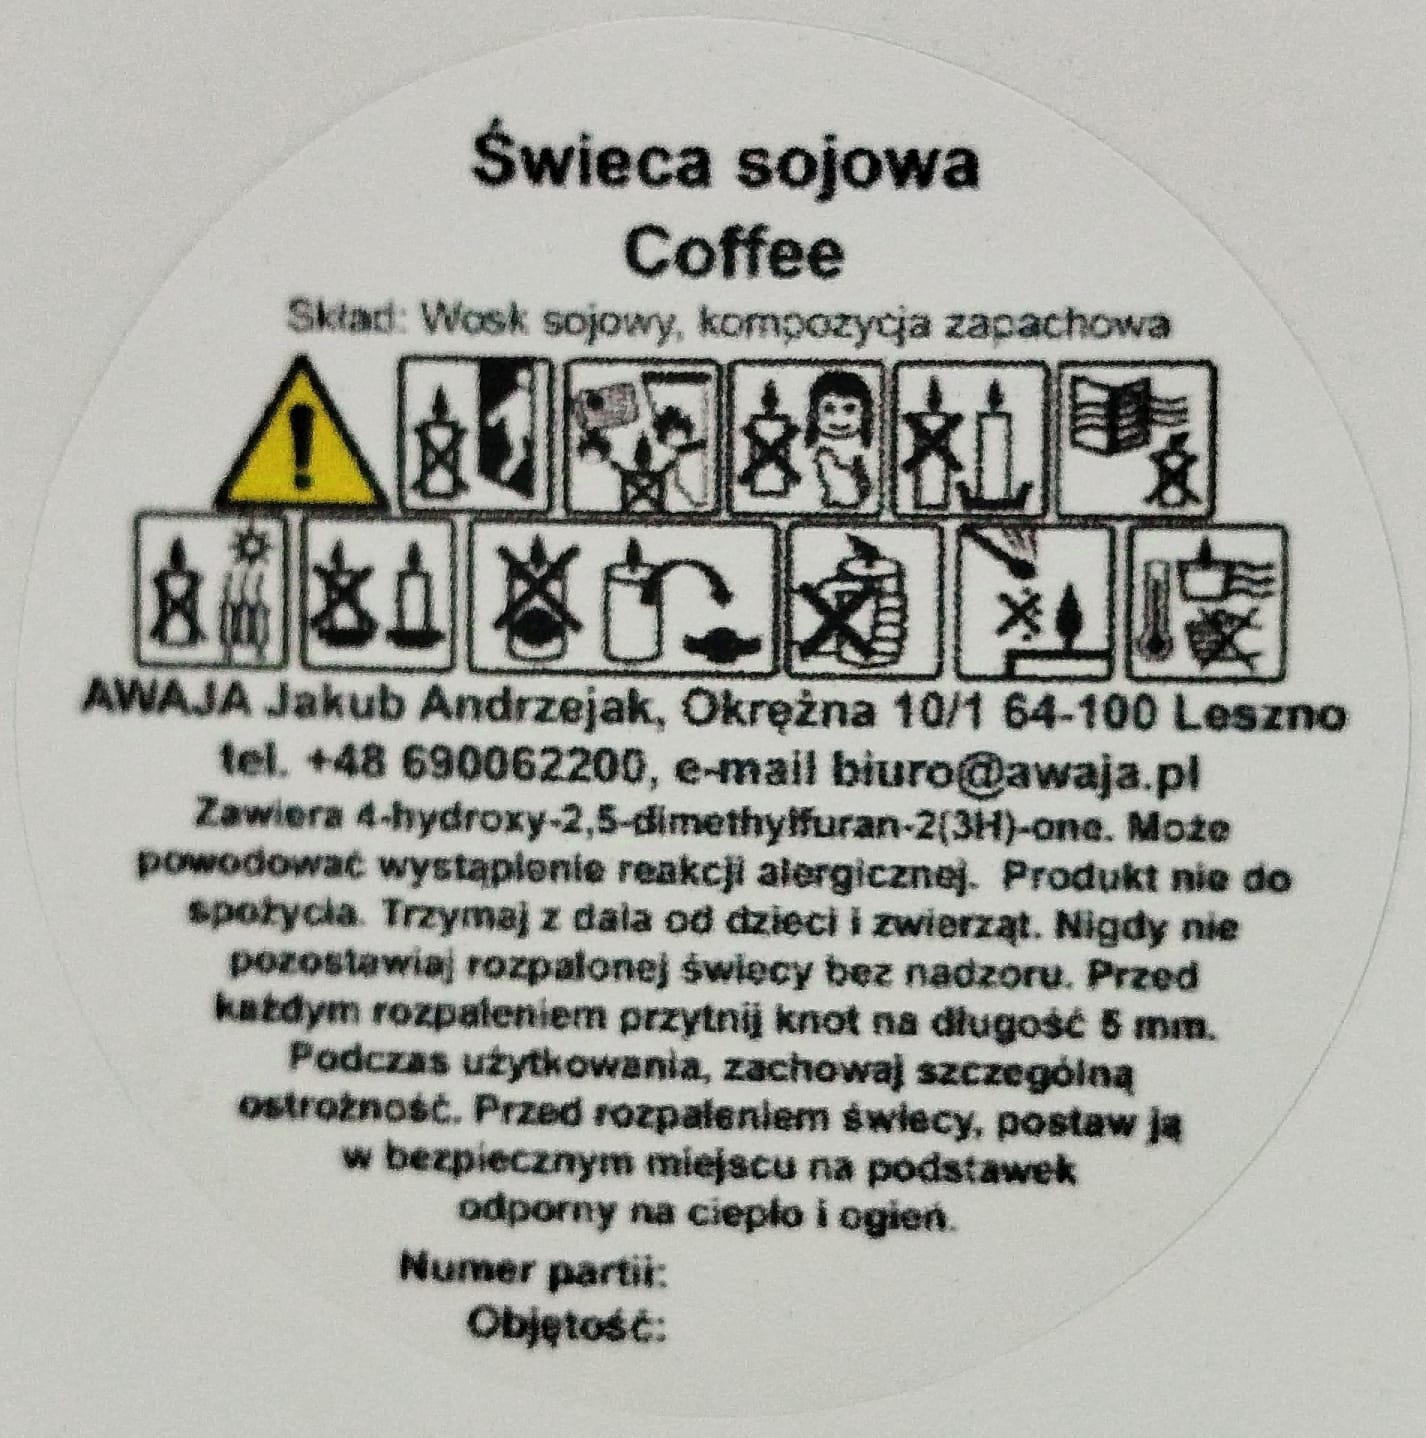 Świeca sojowa
Coffee
Skład: Wosk sojowy, kompozycja zapachowa
AWAJA Jakub Andrzejak, Okrężna 10/1 64-100 Leszno
tel. +48 690062200, e-mail biuro@awaja.pl
Zawiera 4-hydroxy-2,5-dimethylfuran-2(3H)-one. Może
powodować wystąpienie reakcji alergicznej. Produkt nie do
spożycia. Trzymaj z dala od dzieci i zwierząt. Nigdy nie
pozostawiaj rozpalonej świecy bez nadzoru. Przed
każdym rozpaleniem przytnij knot na długość 5 mm.
Podczas użytkowania, zachowaj szczególną
ostrożność. Przed rozpaleniem świecy, postaw ją
w bezpiecznym miejscu na podstawek
odporny na ciepło i ogień.
Numer partii:
Objętość: